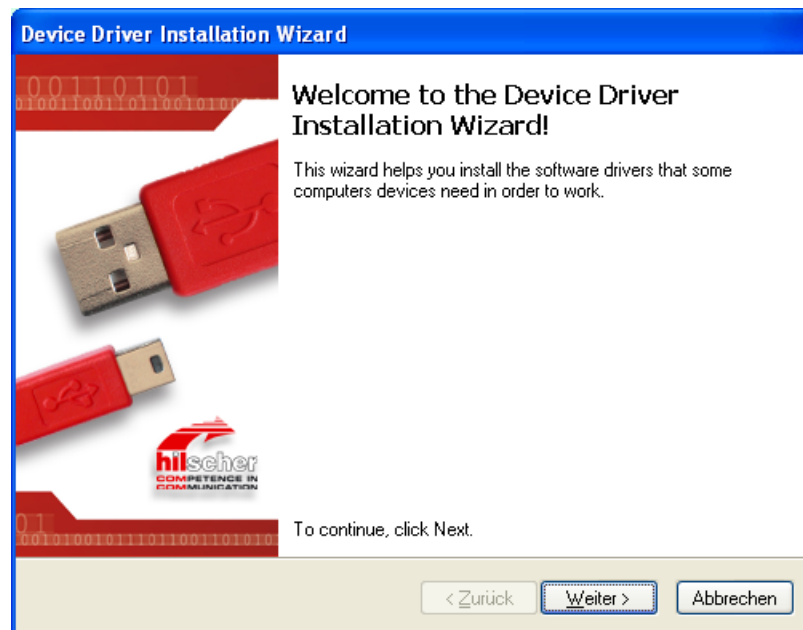 Device Driver Installation Wizard
00110101
Welcome to the Device Driver
Installation Wizard!
This wizard helps you install the software drivers that some
computers devices need in order to work.
hilscher
COMPETENCE IN
COMMUNICATION
01
To continue, click Next.
< Zurück
Weiter >
Abbrechen